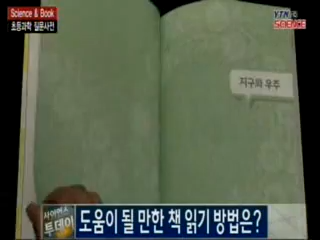 Science & Book
초등과학 질문사전
YTN SCIENCE
지구와 우주
사이언스
투데이
도움이 될 만한 책 읽기 방법은?